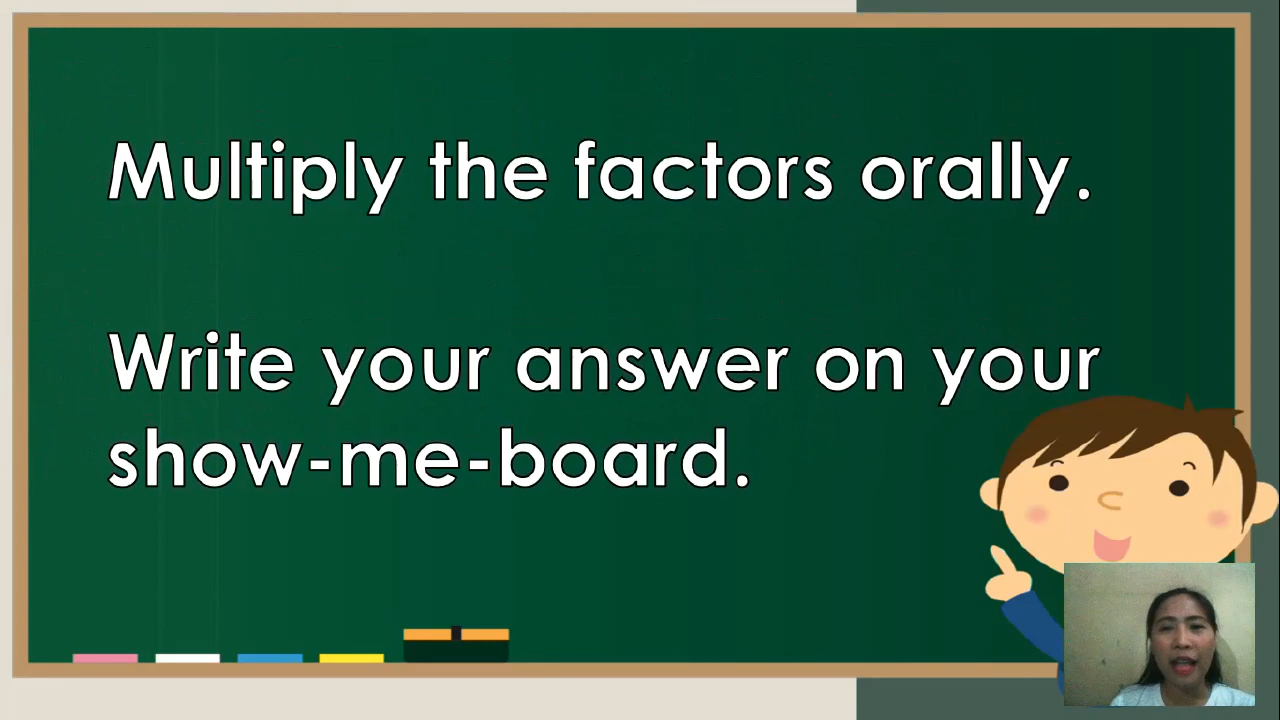 Multiply the factors orally.
Write your answer on your
show-me-board.